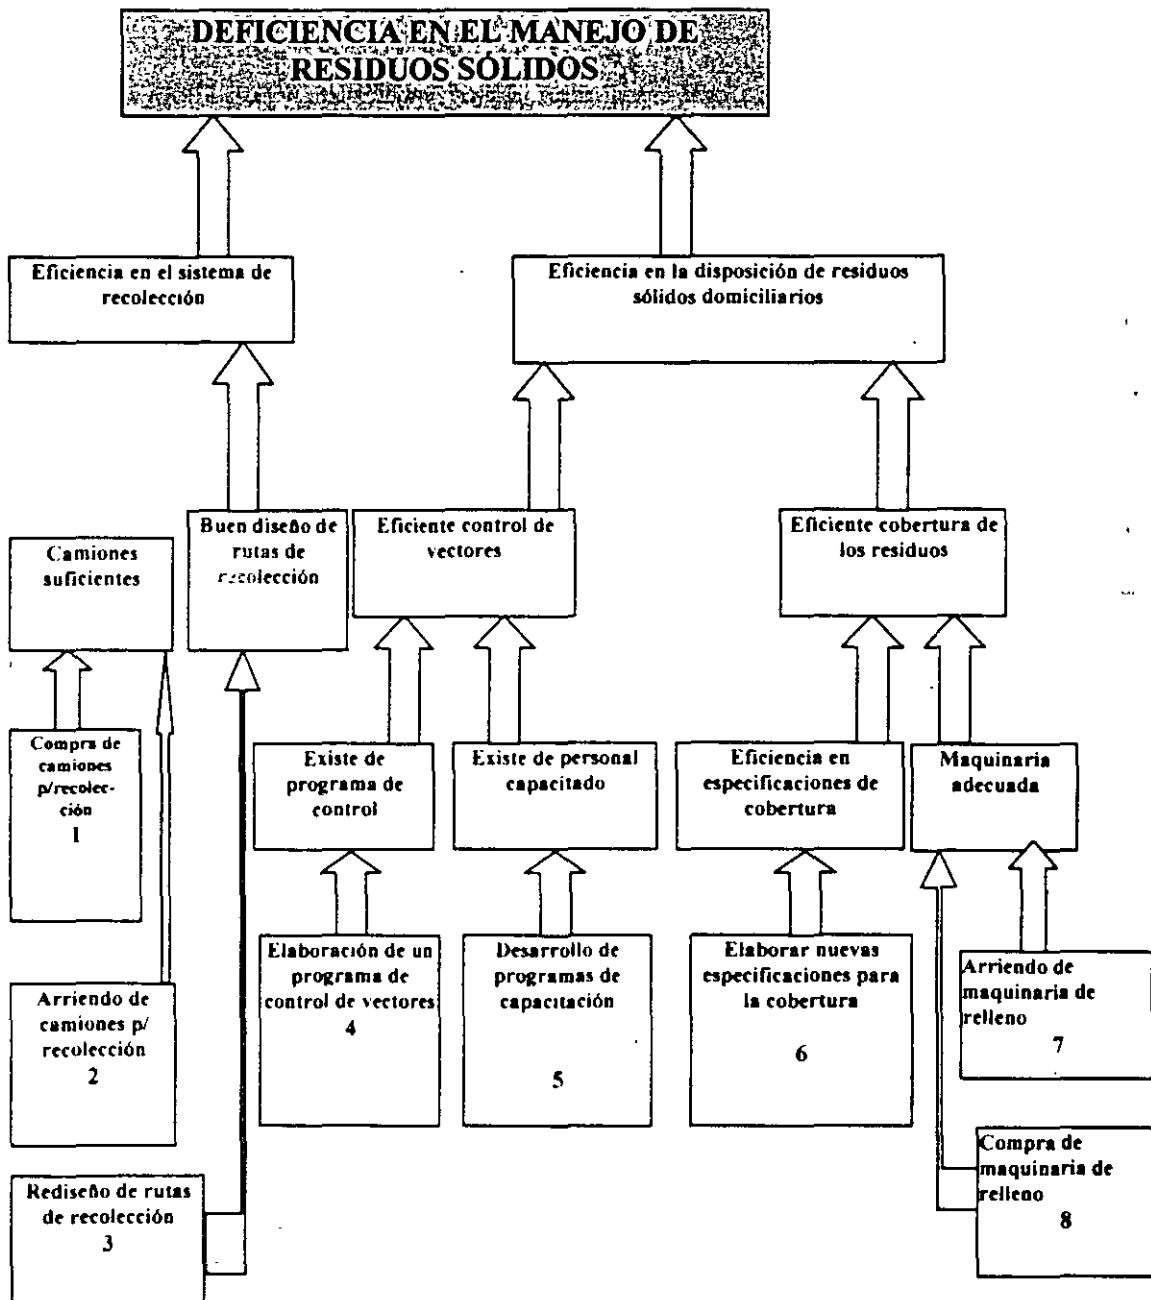 DEFICIENCIA EN EL MANEJO DE
RESIDUOS SÓLIDOS
Eficiencia en el sistema de
recolección
Eficiencia en la disposición de residuos
sólidos domiciliarios
Camiones
suficientes
Buen diseño de
rutas de
recolección
Eficiente control de
vectores
Eficiente cobertura de
los residuos
Compra de
camiones
p/recolec-
ción
1
Existe de
programa de
control
Existe de personal
capacitado
Eficiencia en
especificaciones de
cobertura
Maquinaria
adecuada
Arriendo de
camiones p/
recolección
2
Elaboración de un
programa de
control de vectores
4
Desarrollo de
programas de
capacitación
5
Elaborar nuevas
especificaciones para
la cobertura
6
Arriendo de
maquinaria de
relleno
7
Rediseño de rutas
de recolección
3
Compra de
maquinaria de
relleno
8